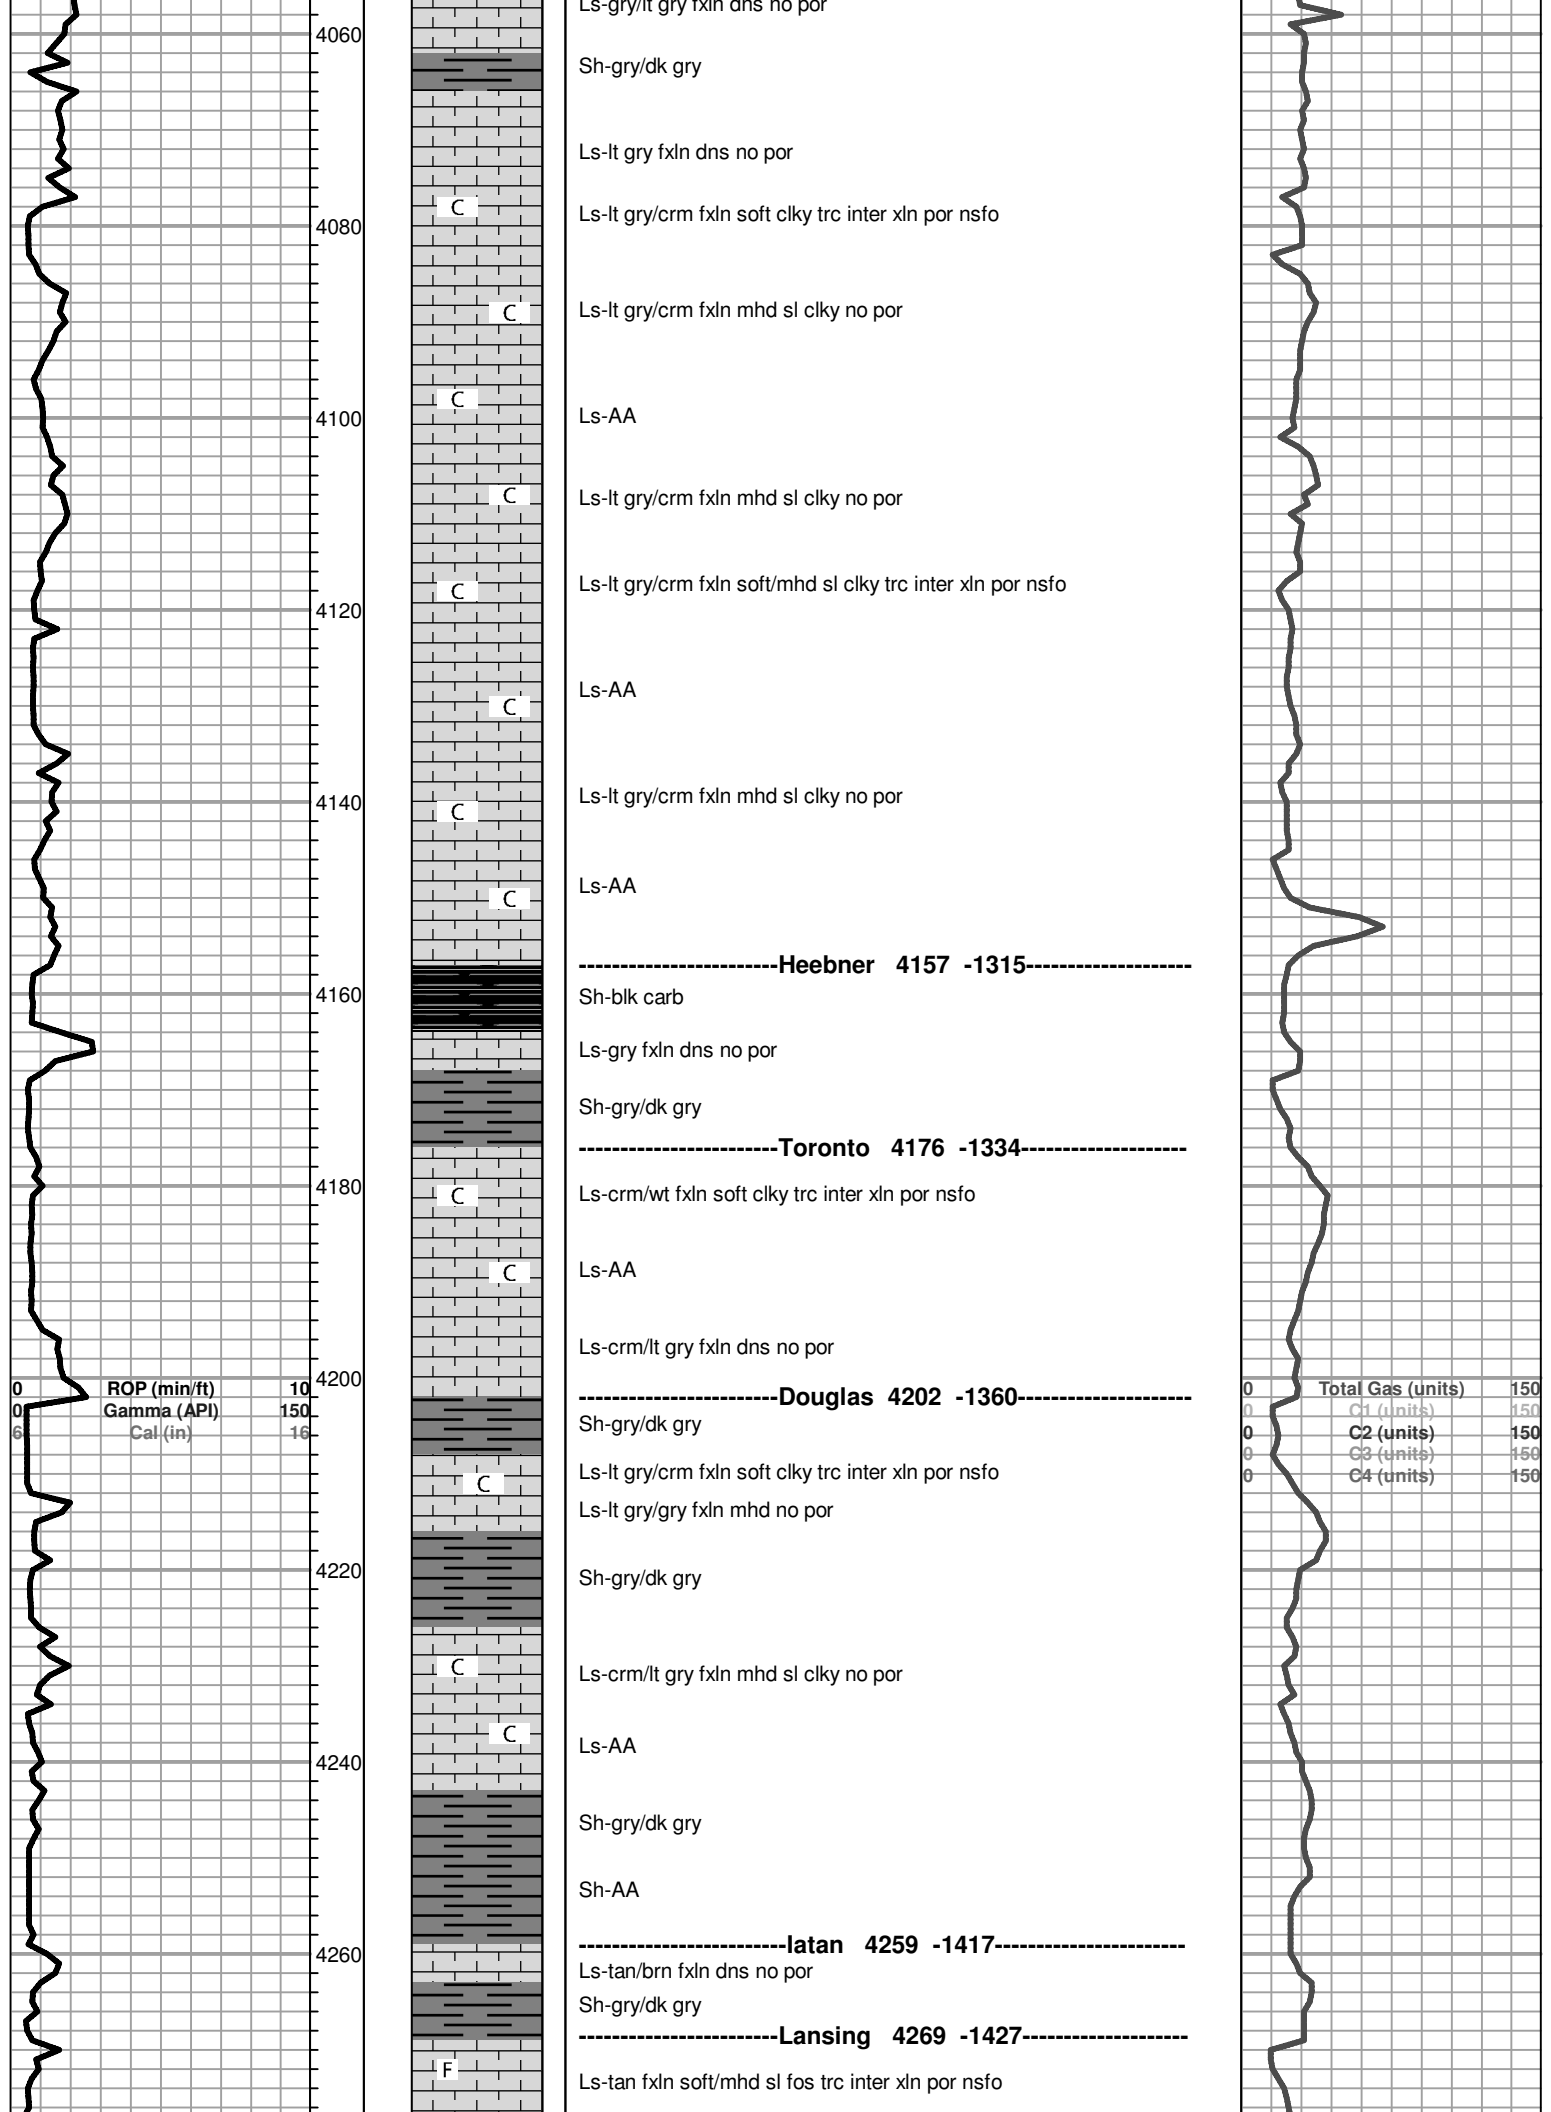 Ls-gry/lt gry fxln dns no por
4060
Sh-gry/dk gry
Ls-lt gry fxln dns no por
C
Ls-lt gry/crm fxln soft clky trc inter xln por nsfo
4080
C
Ls-lt gry/crm fxln mhd sl clky no por
C
4100
Ls-AA
C
Ls-lt gry/crm fxln mhd sl clky no por
C
Ls-lt gry/crm fxln soft/mhd sl clky trc inter xln por nsfo
4120
Ls-AA
C
Ls-lt gry/crm fxln mhd sl clky no por
4140
C
Ls-AA
C
------------------------Heebner 4157 -1315--------------------
4160
Sh-blk carb
Ls-gry fxln dns no por
Sh-gry/dk gry
------------------------Toronto 4176 -1334--------------------
4180
C
Ls-crm/wt fxln soft clky trc inter xln por nsfo
Ls-AA
C
Ls-crm/lt gry fxln dns no por
4200
0 ROP (min/ft) 10
0 Gamma (API) 150
6 Cal (in) 16
------------------------Douglas 4202 -1360---------------------
0 Total Gas (units) 150
0 C1 (units) 150
0 C2 (units) 150
0 C3 (units) 150
0 C4 (units) 150
Sh-gry/dk gry
Ls-lt gry/crm fxln soft clky trc inter xln por nsfo
C
Ls-lt gry/gry fxln mhd no por
4220
Sh-gry/dk gry
C
Ls-crm/lt gry fxln mhd sl clky no por
C
Ls-AA
4240
Sh-gry/dk gry
Sh-AA
-------------------------Iatan 4259 -1417-----------------------
4260
Ls-tan/brn fxln dns no por
Sh-gry/dk gry
------------------------Lansing 4269 -1427--------------------
F
Ls-tan fxln soft/mhd sl fos trc inter xln por nsfo